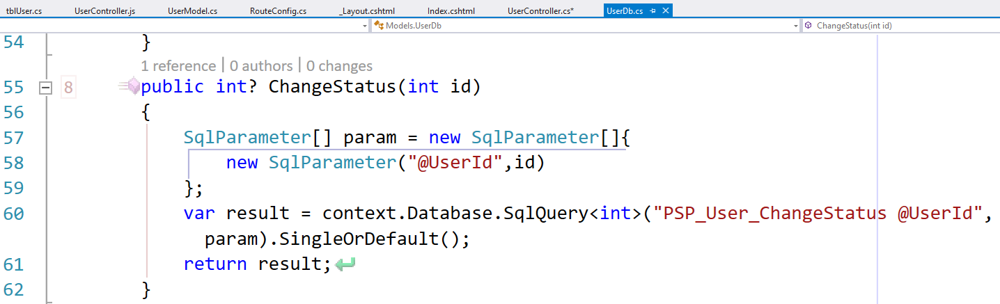 tblUser.cs UserController.js UserModel.cs RouteConfig.cs _Layout.cshtml Index.cshtml UserController.cs* UserDb.cs
Models.UserDb ChangeStatus(int id)
54 }
1 reference | 0 authors | 0 changes
55 8 public int? ChangeStatus(int id)
56 {
57 SqlParameter[] param = new SqlParameter[]{
58 new SqlParameter("@UserId",id)
59 };
60 var result = context.Database.SqlQuery<int>("PSP_User_ChangeStatus @UserId",
param).SingleOrDefault();
61 return result;
62 }